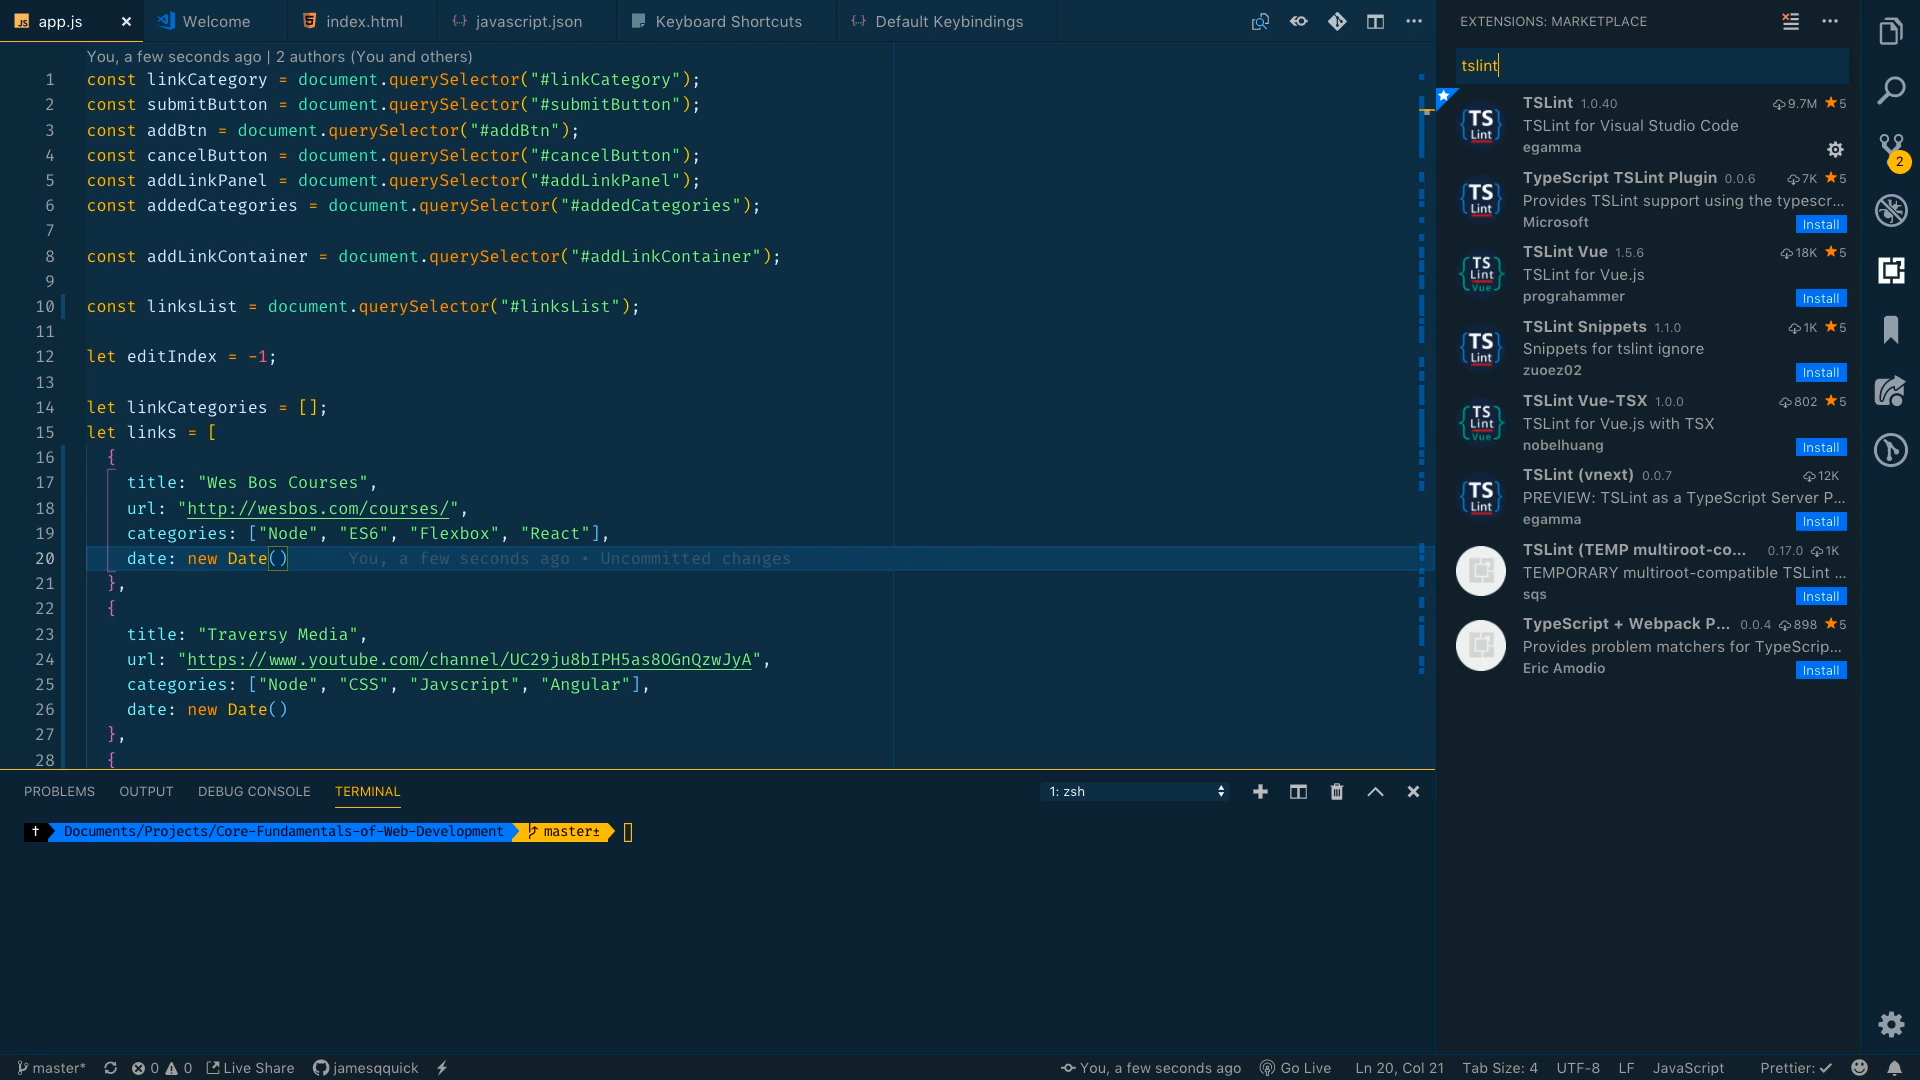 app.js
Welcome
index.html
javascript.json
Keyboard Shortcuts
Default Keybindings
You, a few seconds ago | 2 authors (You and others)
1 const linkCategory = document.querySelector("#linkCategory");
2 const submitButton = document.querySelector("#submitButton");
3 const addBtn = document.querySelector("#addBtn");
4 const cancelButton = document.querySelector("#cancelButton");
5 const addLinkPanel = document.querySelector("#addLinkPanel");
6 const addedCategories = document.querySelector("#addedCategories");
7
8 const addLinkContainer = document.querySelector("#addLinkContainer");
9
10 const linksList = document.querySelector("#linksList");
11
12 let editIndex = -1;
13
14 let linkCategories = [];
15 let links = [
16 {
17 title: "Wes Bos Courses",
18 url: "http://wesbos.com/courses/",
19 categories: ["Node", "ES6", "Flexbox", "React"],
20 date: new Date() You, a few seconds ago • Uncommitted changes
21 },
22 {
23 title: "Traversy Media",
24 url: "https://www.youtube.com/channel/UC29ju8bIPH5as8OGnQzwJyA",
25 categories: ["Node", "CSS", "Javscript", "Angular"],
26 date: new Date()
27 },
28 {
PROBLEMS OUTPUT DEBUG CONSOLE TERMINAL
1: zsh
† Documents/Projects/Core-Fundamentals-of-Web-Development master±
EXTENSIONS: MARKETPLACE
tslint
TSLint 1.0.40 9.7M ★5
TSLint for Visual Studio Code
egamma
TypeScript TSLint Plugin 0.0.6 7K ★5
Provides TSLint support using the typescr...
Microsoft Install
TSLint Vue 1.5.6 18K ★5
TSLint for Vue.js
prograhammer Install
TSLint Snippets 1.1.0 1K ★5
Snippets for tslint ignore
zuoez02 Install
TSLint Vue-TSX 1.0.0 802 ★5
TSLint for Vue.js with TSX
nobelhuang Install
TSLint (vnext) 0.0.7 12K
PREVIEW: TSLint as a TypeScript Server P...
egamma Install
TSLint (TEMP multiroot-co... 0.17.0 1K
TEMPORARY multiroot-compatible TSLint ...
sqs Install
TypeScript + Webpack P... 0.0.4 898 ★5
Provides problem matchers for TypeScrip...
Eric Amodio Install
TS Lint
TS Lint
TS Lint Vue
TS Lint
TS Lint Vue
TS Lint
2
master* 0 0 Live Share jamesqquick You, a few seconds ago Go Live Ln 20, Col 21 Tab Size: 4 UTF-8 LF JavaScript Prettier: ✓